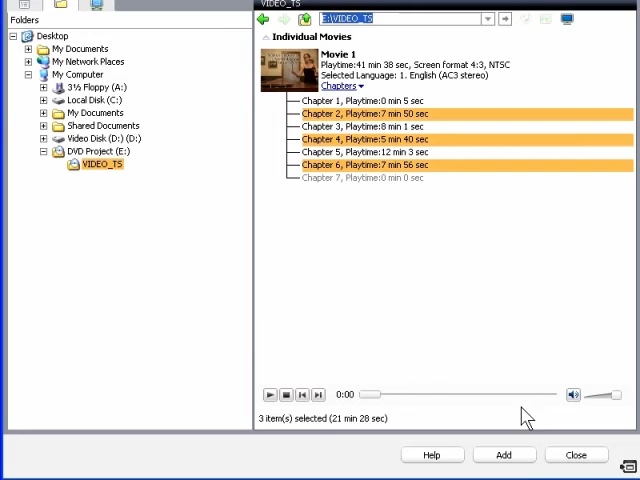 VIDEO_TS
Folders
E:\VIDEO_TS
Desktop
My Documents
My Network Places
My Computer
3½ Floppy (A:)
Local Disk (C:)
My Documents
Shared Documents
Video Disk (D:) (D:)
DVD Project (E:)
VIDEO_TS
Individual Movies
Movie 1
Playtime:41 min 38 sec, Screen format 4:3, NTSC
Selected Language: 1. English (AC3 stereo)
Chapters
Chapter 1, Playtime:0 min 5 sec
Chapter 2, Playtime:7 min 50 sec
Chapter 3, Playtime:8 min 1 sec
Chapter 4, Playtime:5 min 40 sec
Chapter 5, Playtime:12 min 3 sec
Chapter 6, Playtime:7 min 56 sec
Chapter 7, Playtime:0 min 0 sec
0:00
3 item(s) selected (21 min 28 sec)
Help
Add
Close